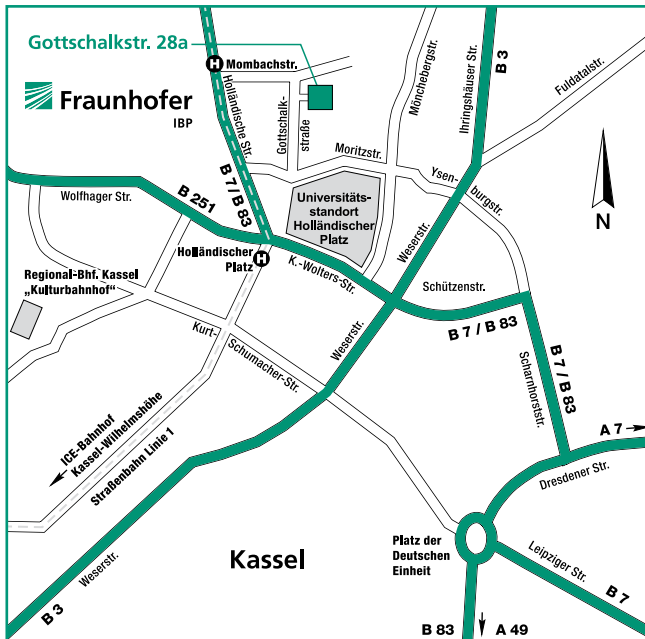 Gottschalkstr. 28a
Fraunhofer
IBP
Mombachstr.
Holländische Str.
Gottschalk-
straße
Mönchebergstr.
Ihringshäuser Str.
B 3
Fuldatalstr.
Moritzstr.
Ysen-
burgstr.
N
Wolfhager Str.
B 251
B 7 / B 83
Universitäts-
standort
Holländischer
Platz
Weserstr.
Holländischer
Platz
K.-Wolters-Str.
Schützenstr.
B 7 / B 83
Regional-Bhf. Kassel
„Kulturbahnhof“
Kurt-
Schumacher-Str.
Weserstr.
B 7 / B 83
Scharnhorststr.
ICE-Bahnhof
Kassel-Wilhelmshöhe
Straßenbahn Linie 1
A 7
Dresdener Str.
Weserstr.
B 3
Kassel
Platz der
Deutschen
Einheit
Leipziger Str.
B 7
B 83
A 49
H
H